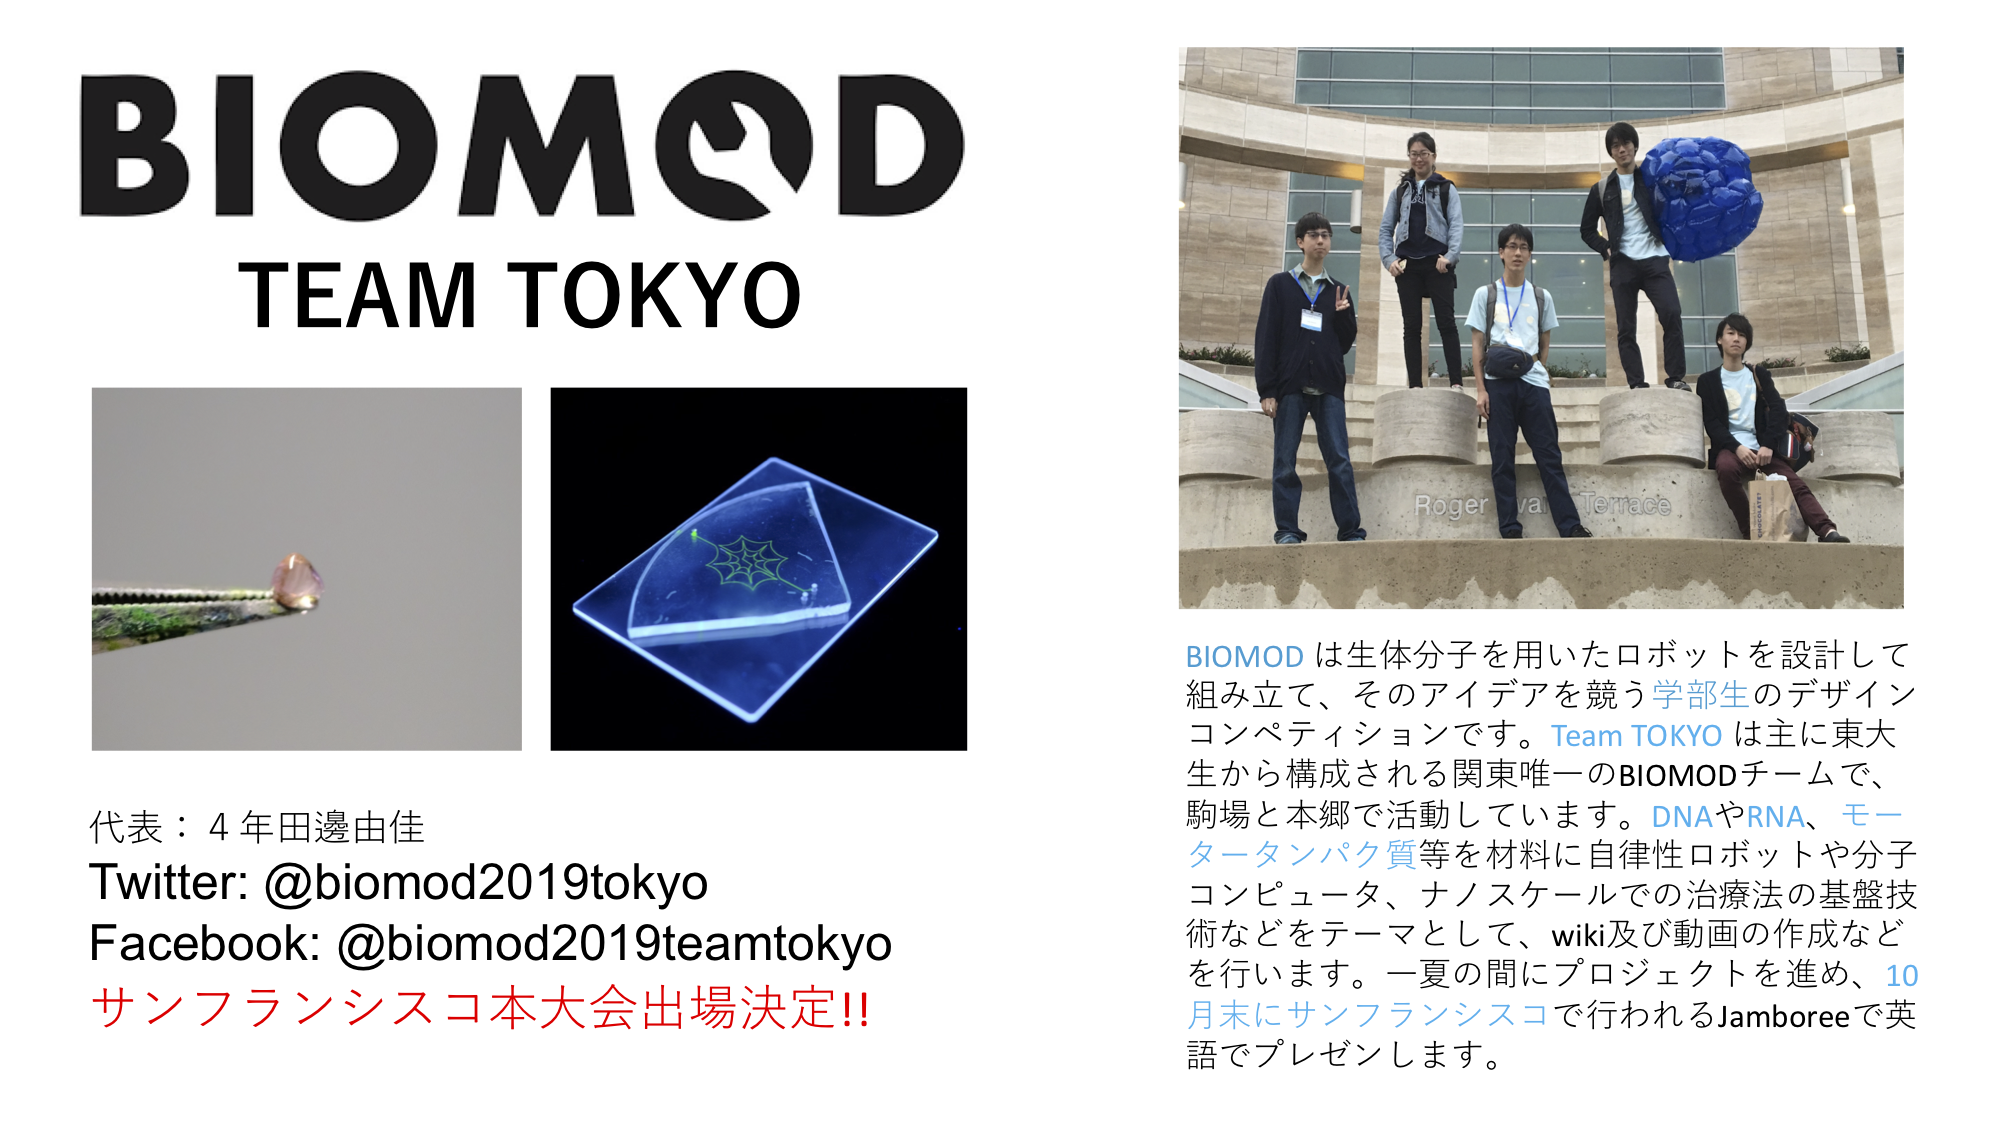 BIOMOD
TEAM TOKYO
代表：４年田邊由佳
Twitter: @biomod2019tokyo
Facebook: @biomod2019teamtokyo
サンフランシスコ本大会出場決定!!
Roger
Terrace
BIOMOD は生体分子を用いたロボットを設計して
組み立て、そのアイデアを競う学部生のデザイン
コンペティションです。Team TOKYO は主に東大
生から構成される関東唯一のBIOMODチームで、
駒場と本郷で活動しています。DNAやRNA、モー
タータンパク質等を材料に自律性ロボットや分子
コンピュータ、ナノスケールでの治療法の基盤技
術などをテーマとして、wiki及び動画の作成など
を行います。一夏の間にプロジェクトを進め、10
月末にサンフランシスコで行われるJamboreeで英
語でプレゼンします。